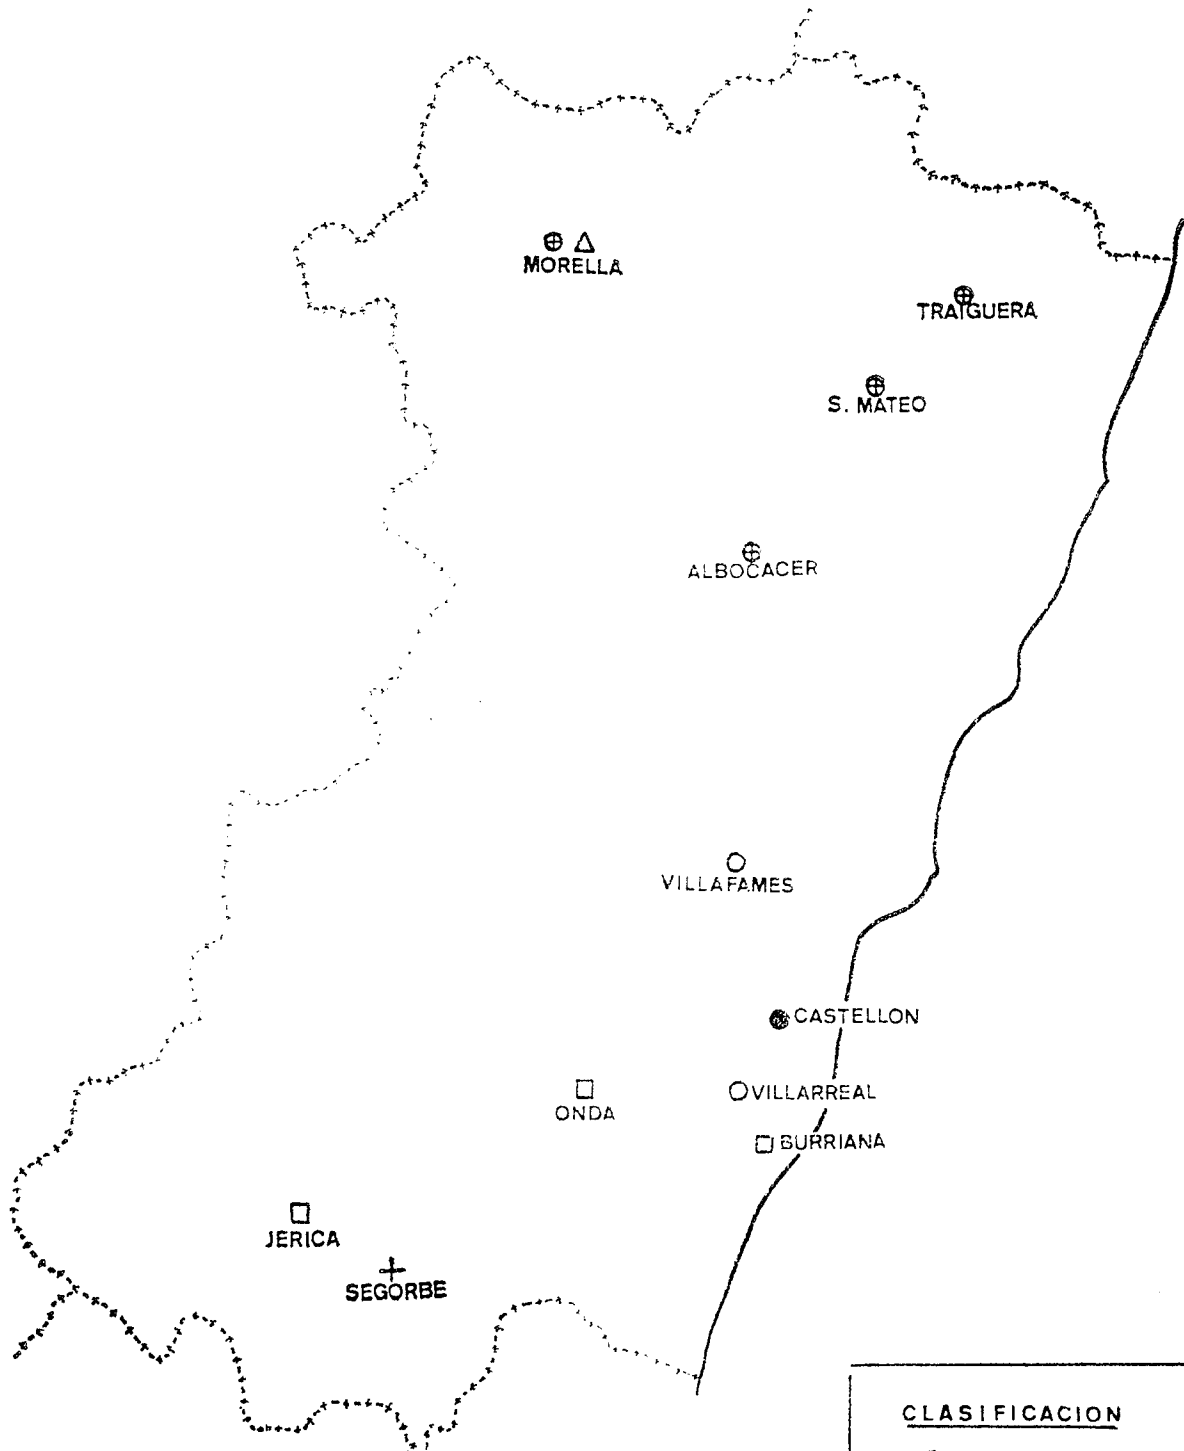 MORELLA
TRAIGUERA
S. MATEO
ALBOCACER
VILLAFAMES
CASTELLON
VILLARREAL
ONDA
BURRIANA
JERICA
SEGORBE
CLASIFICACION